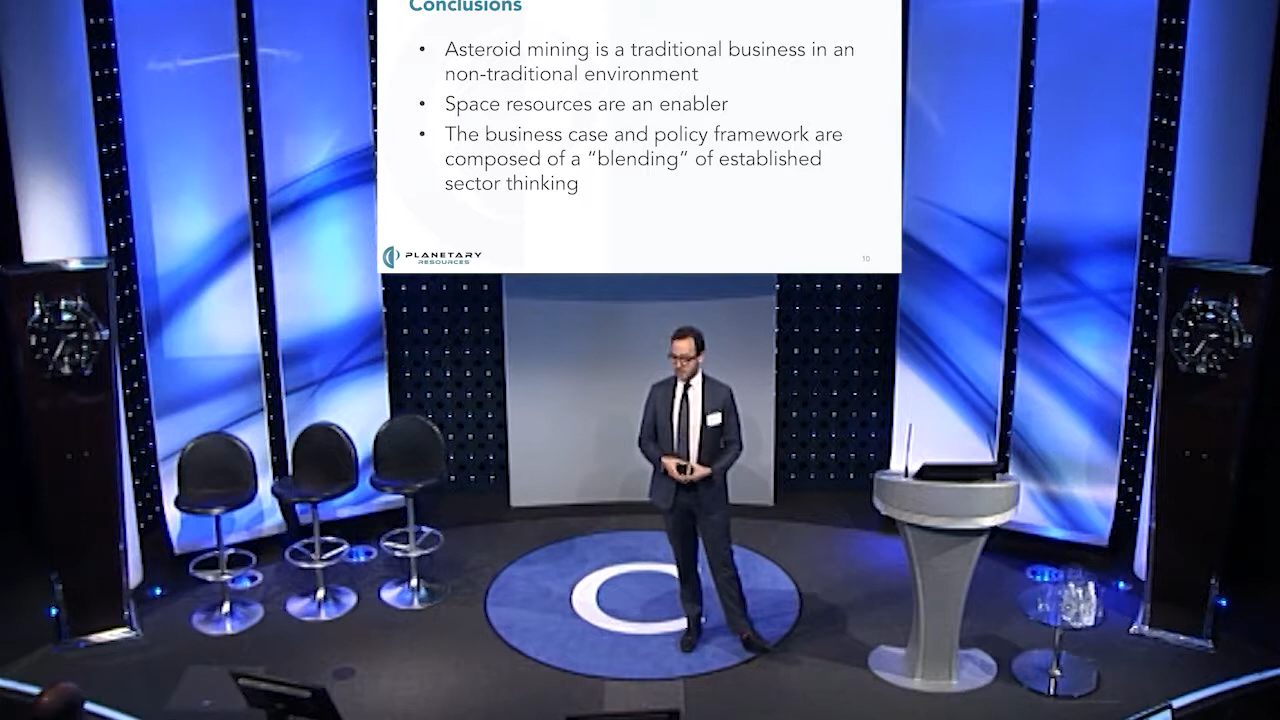 Conclusions
• Asteroid mining is a traditional business in an
non-traditional environment
• Space resources are an enabler
• The business case and policy framework are
composed of a “blending” of established
sector thinking
PLANETARY
RESOURCES
10